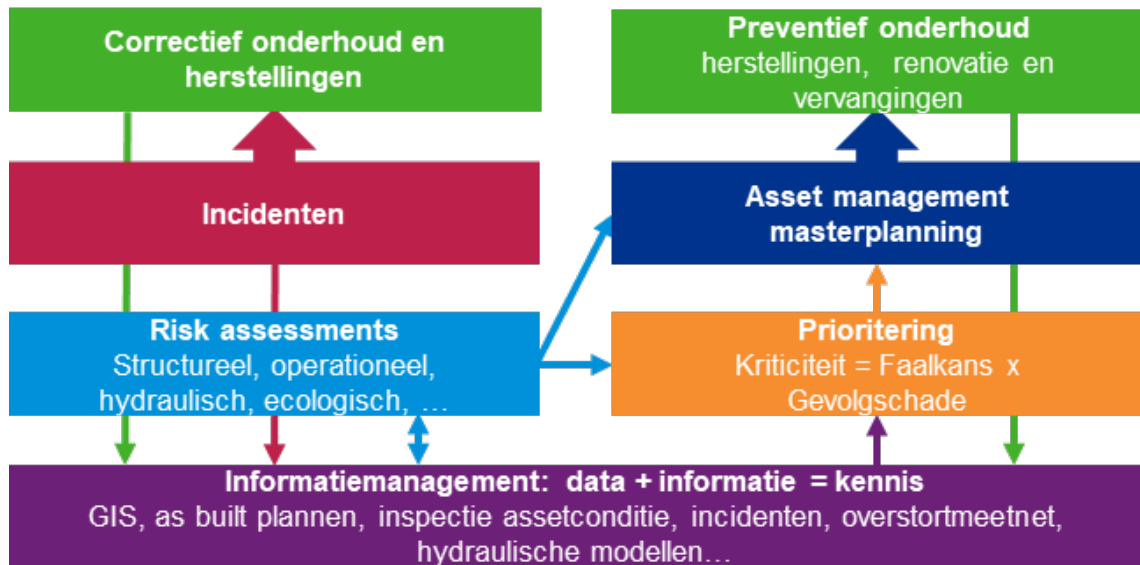 Correctief onderhoud en
herstellingen
Preventief onderhoud
herstellingen, renovatie en
vervangingen
Incidenten
Asset management
masterplanning
Risk assessments
Structureel, operationeel,
hydraulisch, ecologisch, …
Prioritering
Kriticiteit = Faalkans x
Gevolgschade
Informatiemanagement: data + informatie = kennis
GIS, as built plannen, inspectie assetconditie, incidenten, overstortmeetnet,
hydraulische modellen…